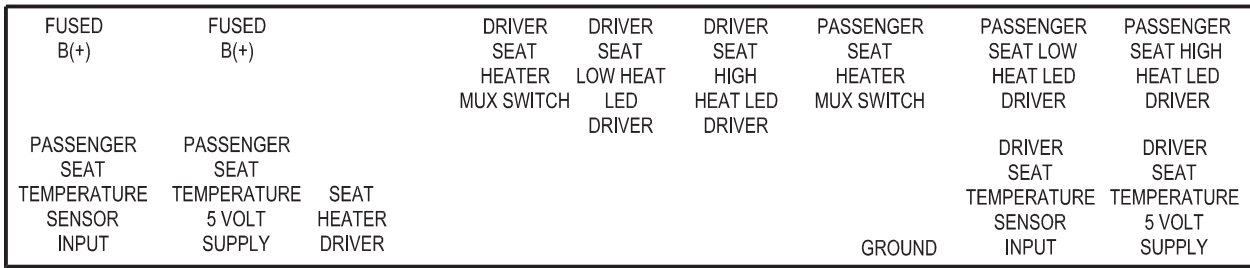 FUSED
B(+)
FUSED
B(+)
DRIVER
SEAT
HEATER
MUX SWITCH
DRIVER
SEAT
LOW HEAT
LED
DRIVER
DRIVER
SEAT
HIGH
HEAT LED
DRIVER
PASSENGER
SEAT
HEATER
MUX SWITCH
PASSENGER
SEAT LOW
HEAT LED
DRIVER
PASSENGER
SEAT HIGH
HEAT LED
DRIVER
PASSENGER
SEAT
TEMPERATURE
SENSOR
INPUT
PASSENGER
SEAT
TEMPERATURE
5 VOLT
SUPPLY
SEAT
HEATER
DRIVER
GROUND
DRIVER
SEAT
TEMPERATURE
SENSOR
INPUT
DRIVER
SEAT
TEMPERATURE
5 VOLT
SUPPLY